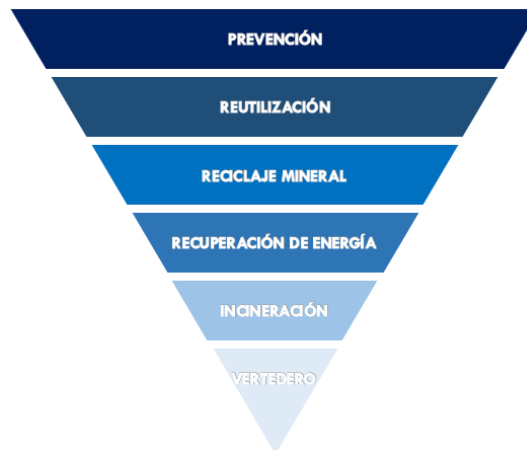 PREVENCIÓN
REUTILIZACIÓN
RECICLAJE MINERAL
RECUPERACIÓN DE ENERGÍA
INCINERACIÓN
VERTEDERO